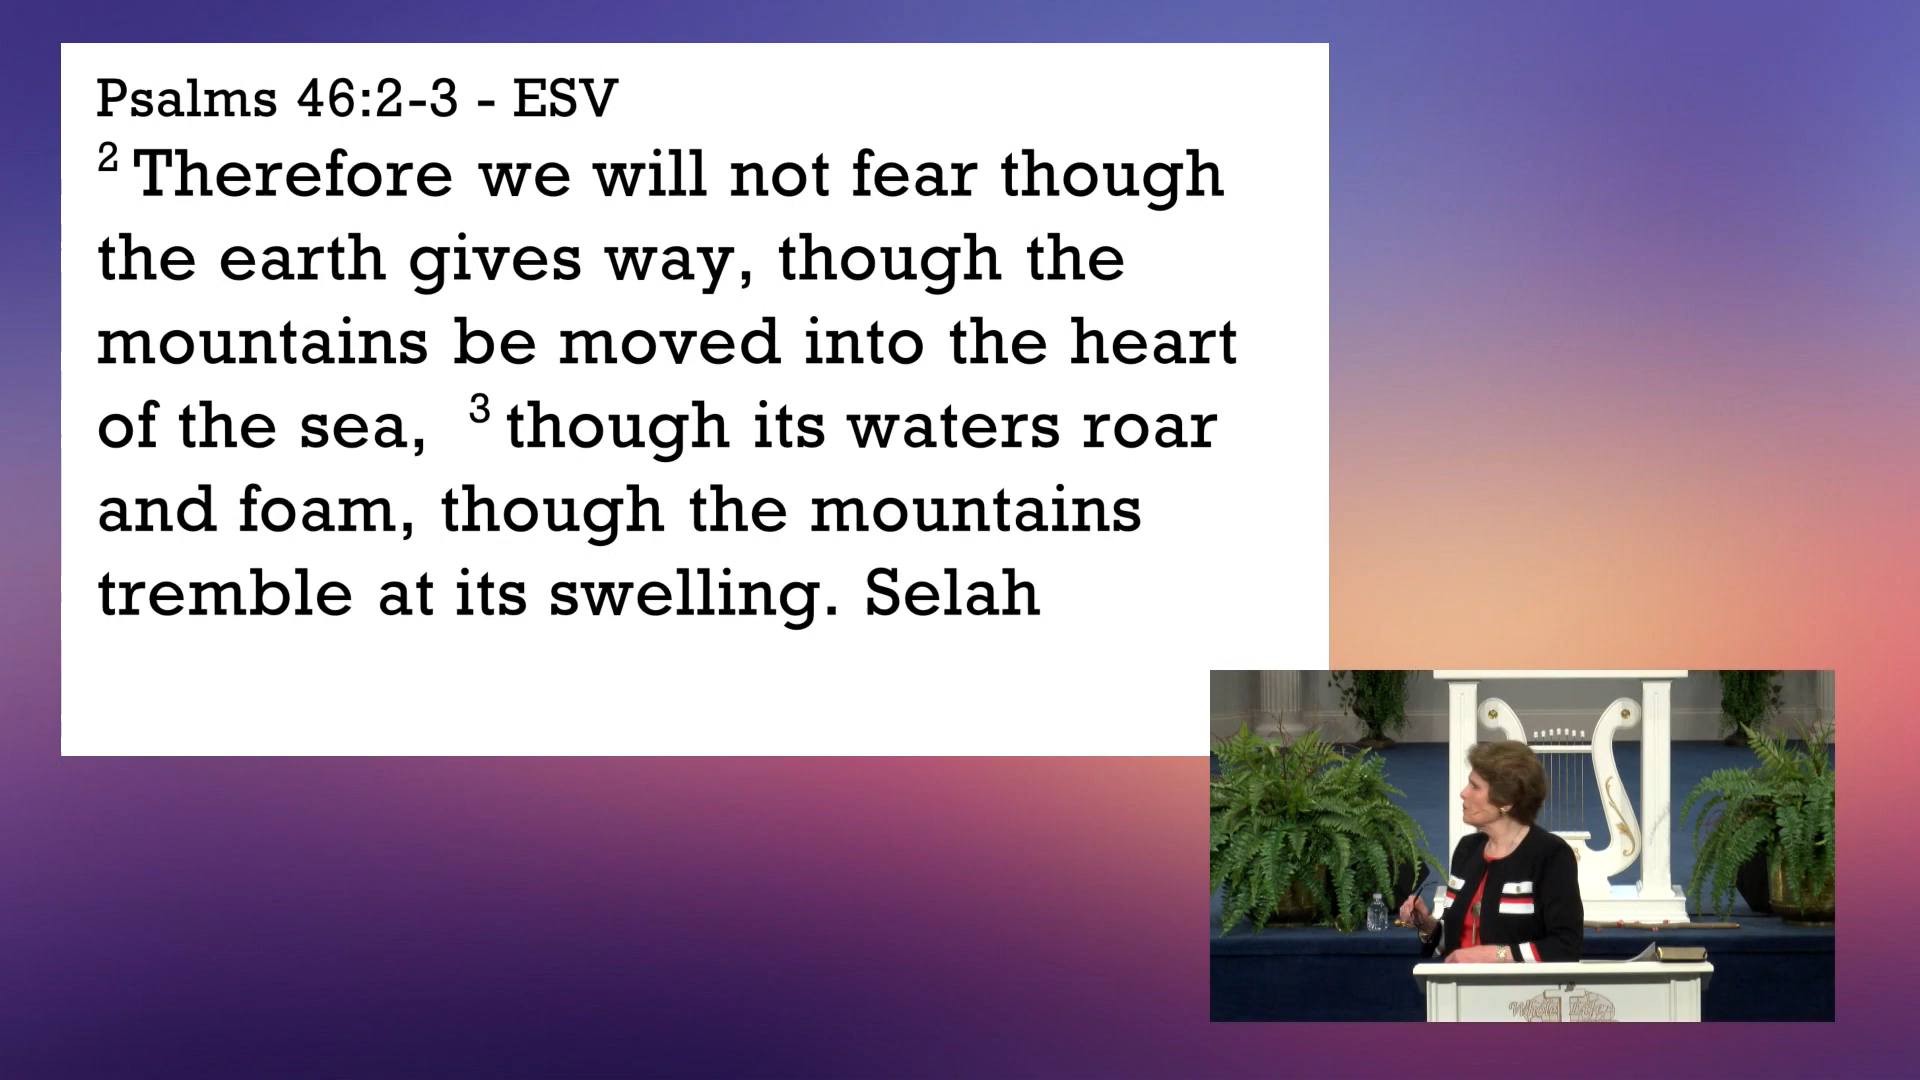 Psalms 46:2-3 - ESV
2 Therefore we will not fear though
the earth gives way, though the
mountains be moved into the heart
of the sea, 3 though its waters roar
and foam, though the mountains
tremble at its swelling. Selah